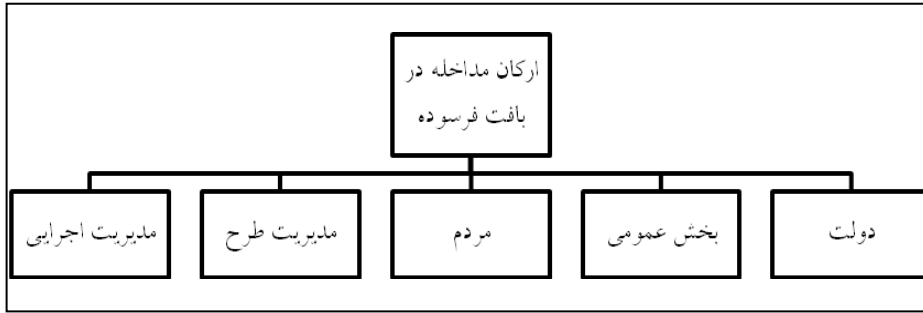 ارکان مداخله در
بافت فرسوده
دولت
بخش عمومی
مردم
مدیریت طرح
مدیریت اجرایی